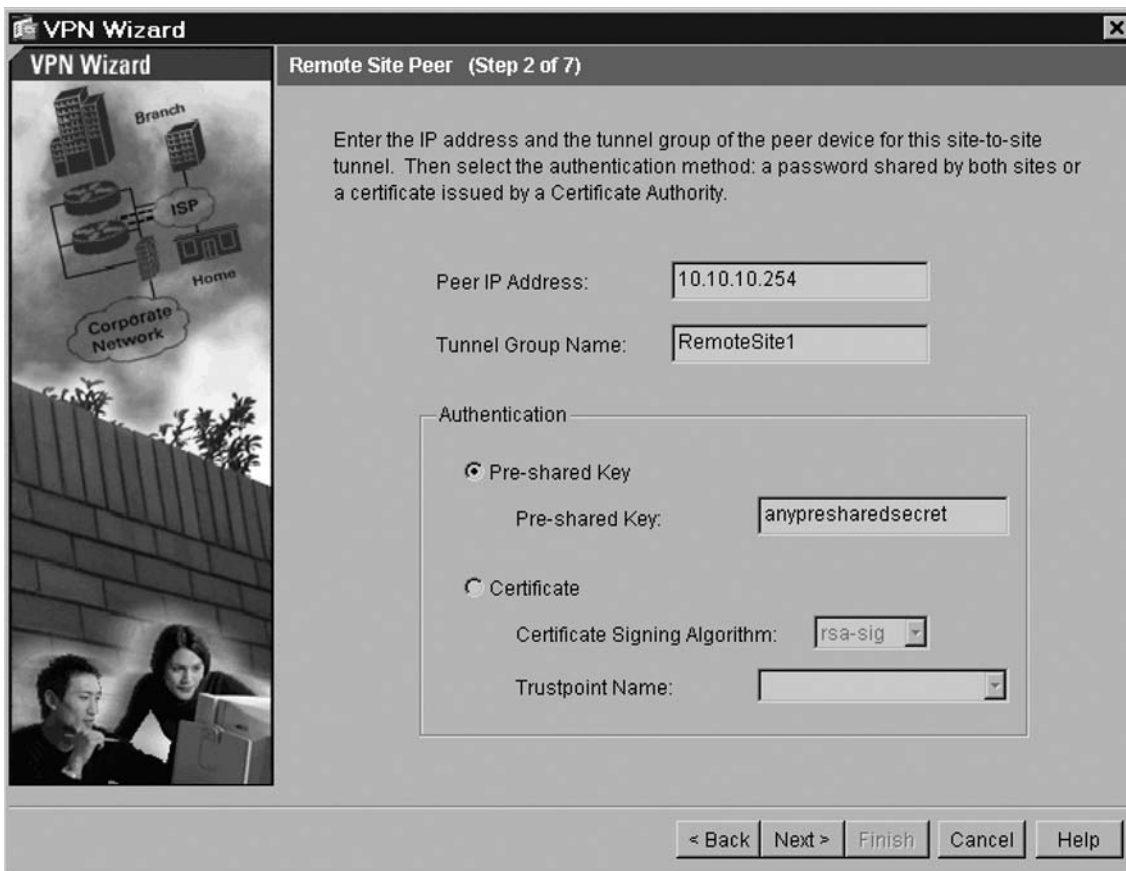 VPN Wizard
VPN Wizard
Branch
ISP
Home
Corporate
Network
Remote Site Peer (Step 2 of 7)
Enter the IP address and the tunnel group of the peer device for this site-to-site
tunnel. Then select the authentication method: a password shared by both sites or
a certificate issued by a Certificate Authority.
Peer IP Address: 10.10.10.254
Tunnel Group Name: RemoteSite1
Authentication
Pre-shared Key
Pre-shared Key: anypresharedsecret
Certificate
Certificate Signing Algorithm: rsa-sig
Trustpoint Name:
< Back Next > Finish Cancel Help